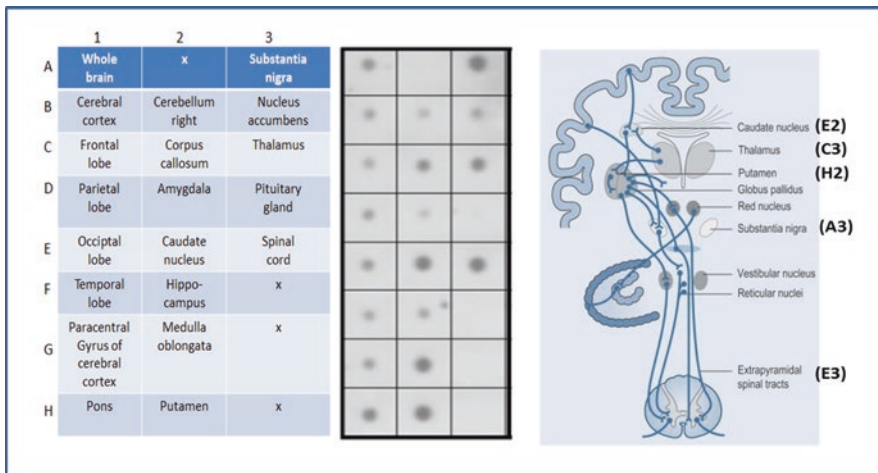 1 2 3
A Whole brain x Substantia nigra
B Cerebral cortex Cerebellum right Nucleus accumbens
C Frontal lobe Corpus callosum Thalamus
D Parietal lobe Amygdala Pituitary gland
E Occiptal lobe Caudate nucleus Spinal cord
F Temporal lobe Hippo- campus x
G Paracentral Gyrus of cerebral cortex Medulla oblongata x
H Pons Putamen x
Caudate nucleus (E2)
Thalamus (C3)
Putamen (H2)
Globus pallidus
Red nucleus
Substantia nigra (A3)
Vestibular nucleus
Reticular nuclei
Extrapyramidal (E3)
spinal tracts